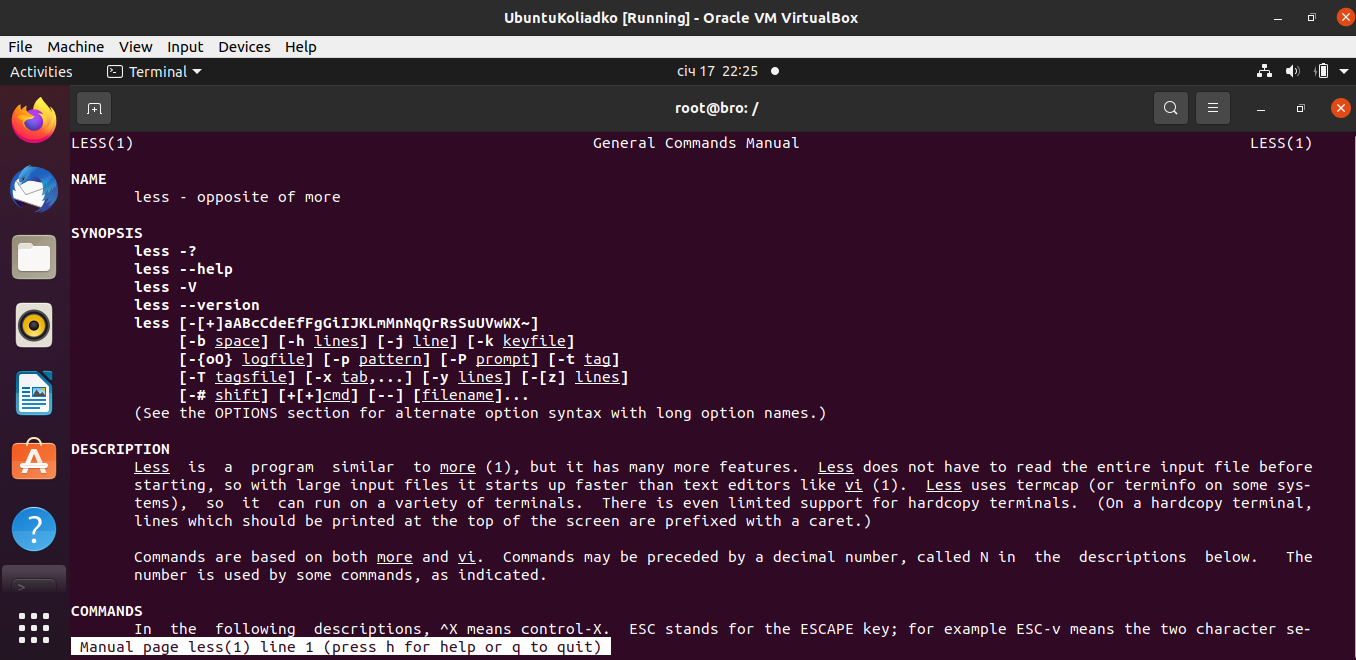 UbuntuKoliadko [Running] - Oracle VM VirtualBox
File Machine View Input Devices Help
Activities Terminal січ 17 22:25
root@bro: /
LESS(1) General Commands Manual LESS(1)
NAME
less - opposite of more
SYNOPSIS
less -?
less --help
less -V
less --version
less [-[+]aABcCdeEfFgGiIJKLmMnNqQrRsSuUVwWX~]
[-b space] [-h lines] [-j line] [-k keyfile]
[-{oO} logfile] [-p pattern] [-P prompt] [-t tag]
[-T tagsfile] [-x tab,...] [-y lines] [-[z] lines]
[-# shift] [+[+]cmd] [--] [filename]...
(See the OPTIONS section for alternate option syntax with long option names.)
DESCRIPTION
Less is a program similar to more (1), but it has many more features. Less does not have to read the entire input file before
starting, so with large input files it starts up faster than text editors like vi (1). Less uses termcap (or terminfo on some sys-
tems), so it can run on a variety of terminals. There is even limited support for hardcopy terminals. (On a hardcopy terminal,
lines which should be printed at the top of the screen are prefixed with a caret.)
Commands are based on both more and vi. Commands may be preceded by a decimal number, called N in the descriptions below. The
number is used by some commands, as indicated.
COMMANDS
In the following descriptions, ^X means control-X. ESC stands for the ESCAPE key; for example ESC-v means the two character se-
Manual page less(1) line 1 (press h for help or q to quit)